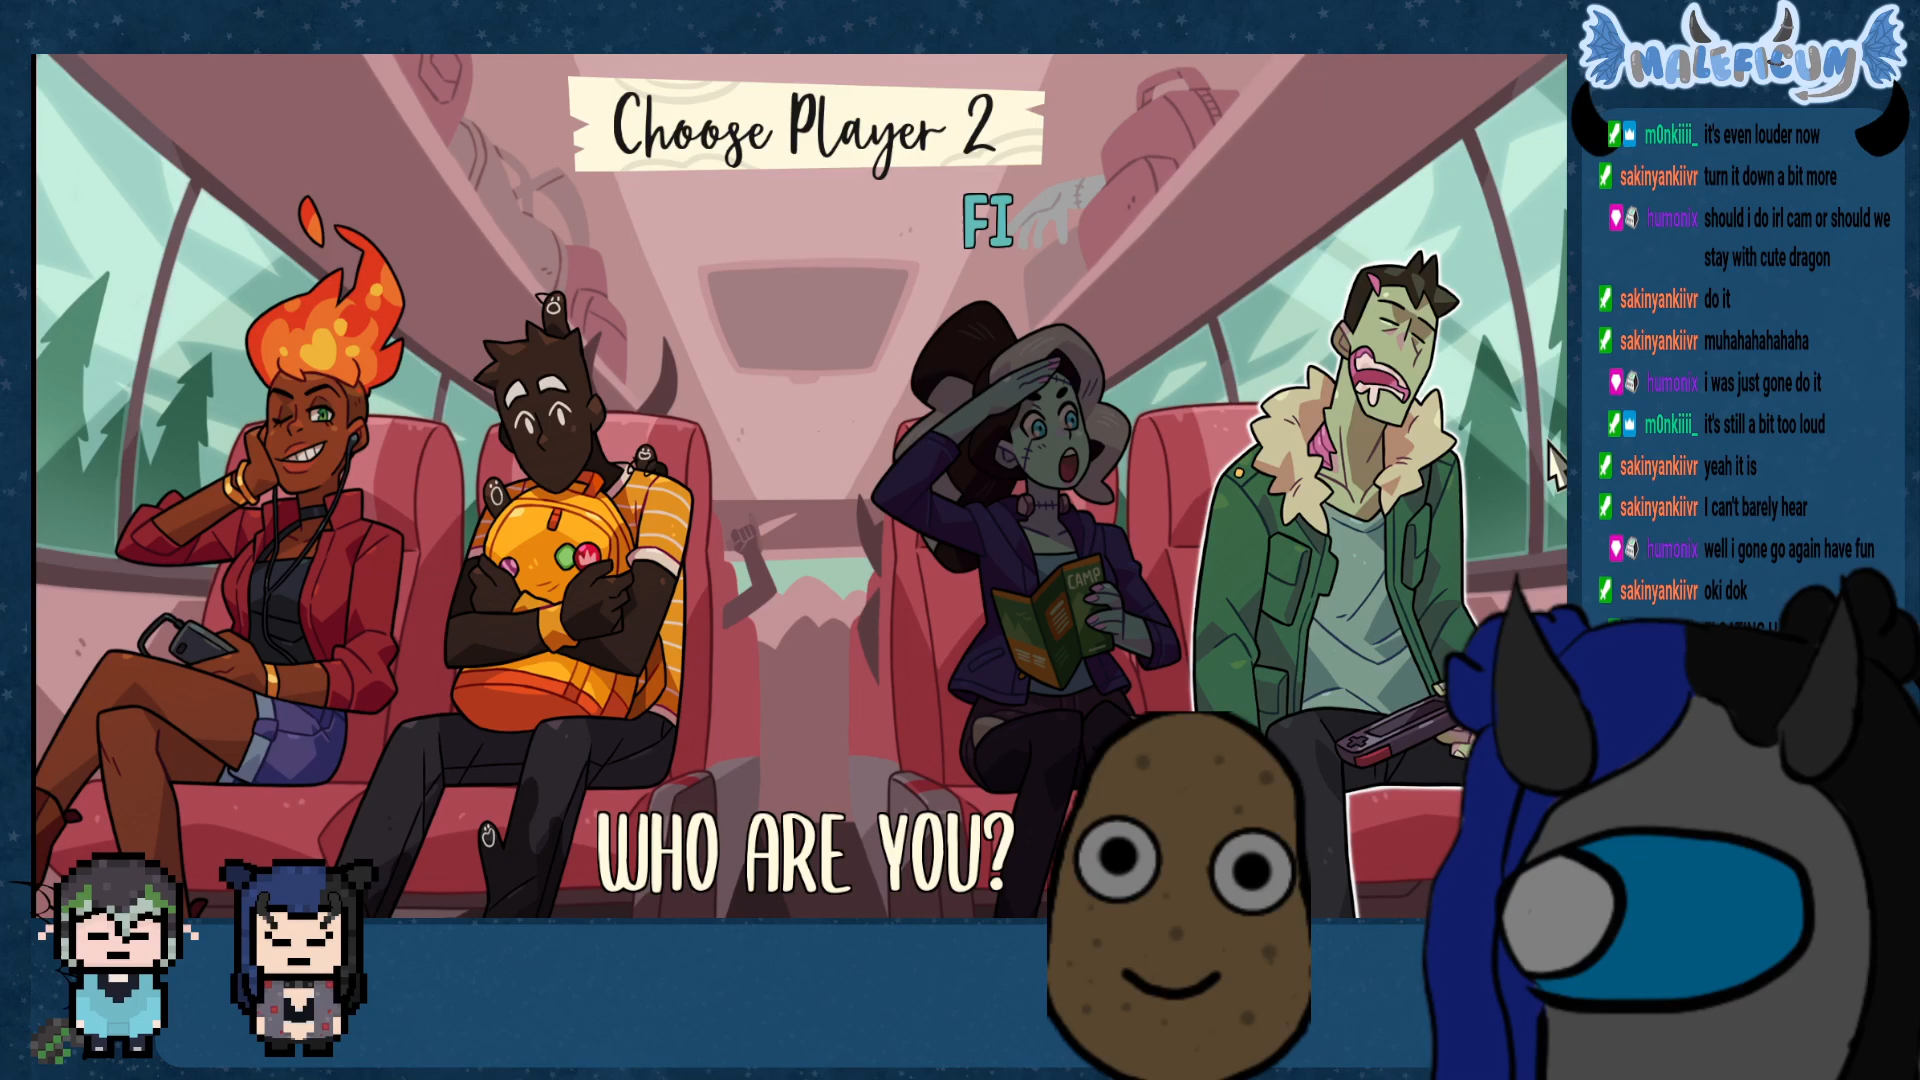 MALEFICUM
Choose Player 2
FI
CAMP
WHO ARE YOU?
m0nkiiii_ it's even louder now
sakinyankiivr turn it down a bit more
humonix should i do irl cam or should we
stay with cute dragon
sakinyankiivr do it
sakinyankiivr muhahahahahaha
humonix i was just gone do it
m0nkiiii_ it's still a bit too loud
sakinyankiivr yeah it is
sakinyankiivr I can't barely hear
humonix well i gone go again have fun
sakinyankiivr oki dok